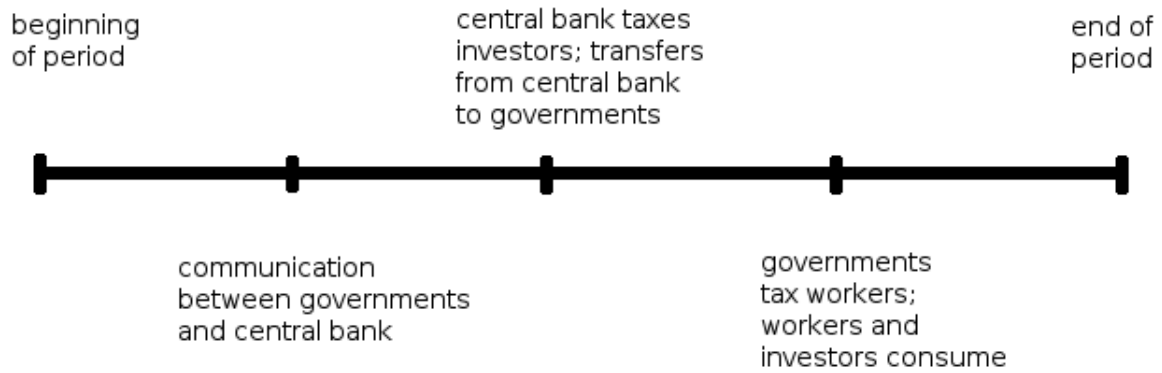 beginning
of period
central bank taxes
investors; transfers
from central bank
to governments
end of
period
communication
between governments
and central bank
governments
tax workers;
workers and
investors consume